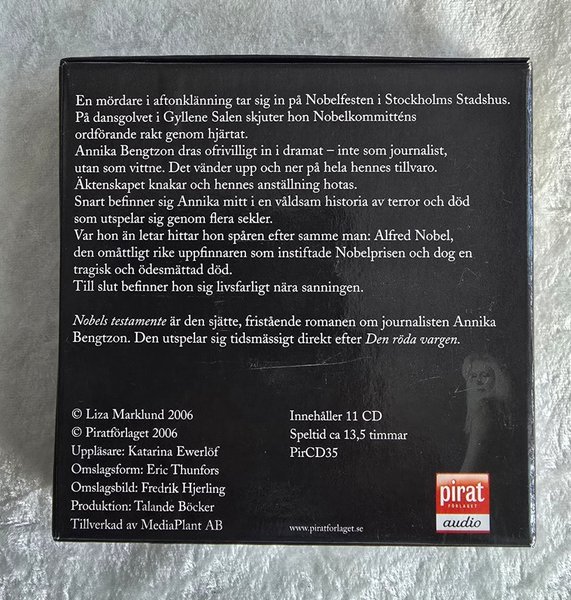 En mördare i aftonklänning tar sig in på Nobelfesten i Stockholms Stadshus.
På dansgolvet i Gyllene Salen skjuter hon Nobelkommitténs
ordförande rakt genom hjärtat.
Annika Bengtzon dras ofrivilligt in i dramat – inte som journalist,
utan som vittne. Det vänder upp och ner på hela hennes tillvaro.
Äktenskapet knakar och hennes anställning hotas.
Snart befinner sig Annika mitt i en våldsam historia av terror och död
som utspelar sig genom flera sekler.
Var hon än letar hittar hon spåren efter samme man: Alfred Nobel,
den omåttligt rike uppfinnaren som instiftade Nobelprisen och dog en
tragisk och ödesmättad död.
Till slut befinner hon sig livsfarligt nära sanningen.
Nobels testamente är den sjätte, fristående romanen om journalisten Annika
Bengtzon. Den utspelar sig tidsmässigt direkt efter Den röda vargen.
© Liza Marklund 2006
© Piratförlaget 2006
Uppläsare: Katarina Ewerlöf
Omslagsform: Eric Thunfors
Omslagsbild: Fredrik Hjerling
Produktion: Talande Böcker
Tillverkad av MediaPlant AB
Innehåller 11 CD
Speltid ca 13,5 timmar
PirCD35
www.piratforlaget.se
pirat
FÖRLAGET
audio